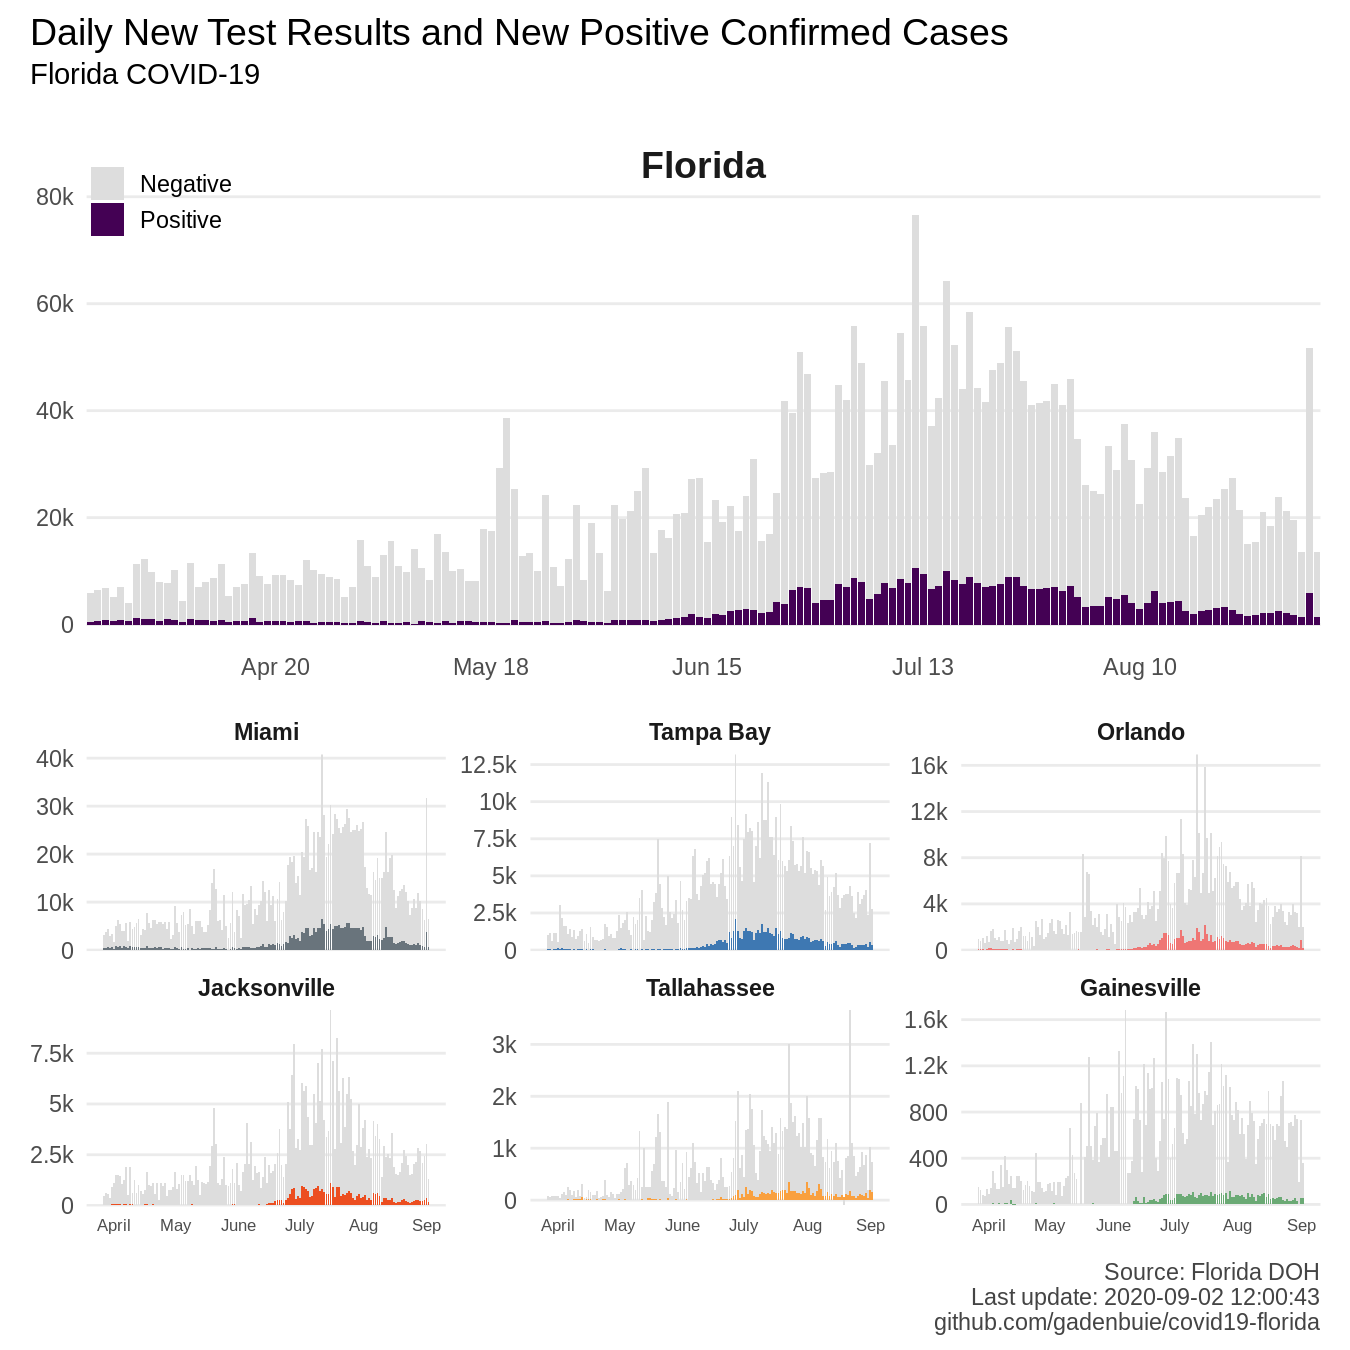 Daily New Test Results and New Positive Confirmed Cases
Florida COVID-19
Florida
Negative
Positive
80k
60k
40k
20k
0
Apr 20 May 18 Jun 15 Jul 13 Aug 10
Miami
40k
30k
20k
10k
0
Tampa Bay
12.5k
10k
7.5k
5k
2.5k
0
Orlando
16k
12k
8k
4k
0
Jacksonville
7.5k
5k
2.5k
0
April May June July Aug Sep
Tallahassee
3k
2k
1k
0
April May June July Aug Sep
Gainesville
1.6k
1.2k
800
400
0
April May June July Aug Sep
Source: Florida DOH
Last update: 2020-09-02 12:00:43
github.com/gadenbuie/covid19-florida